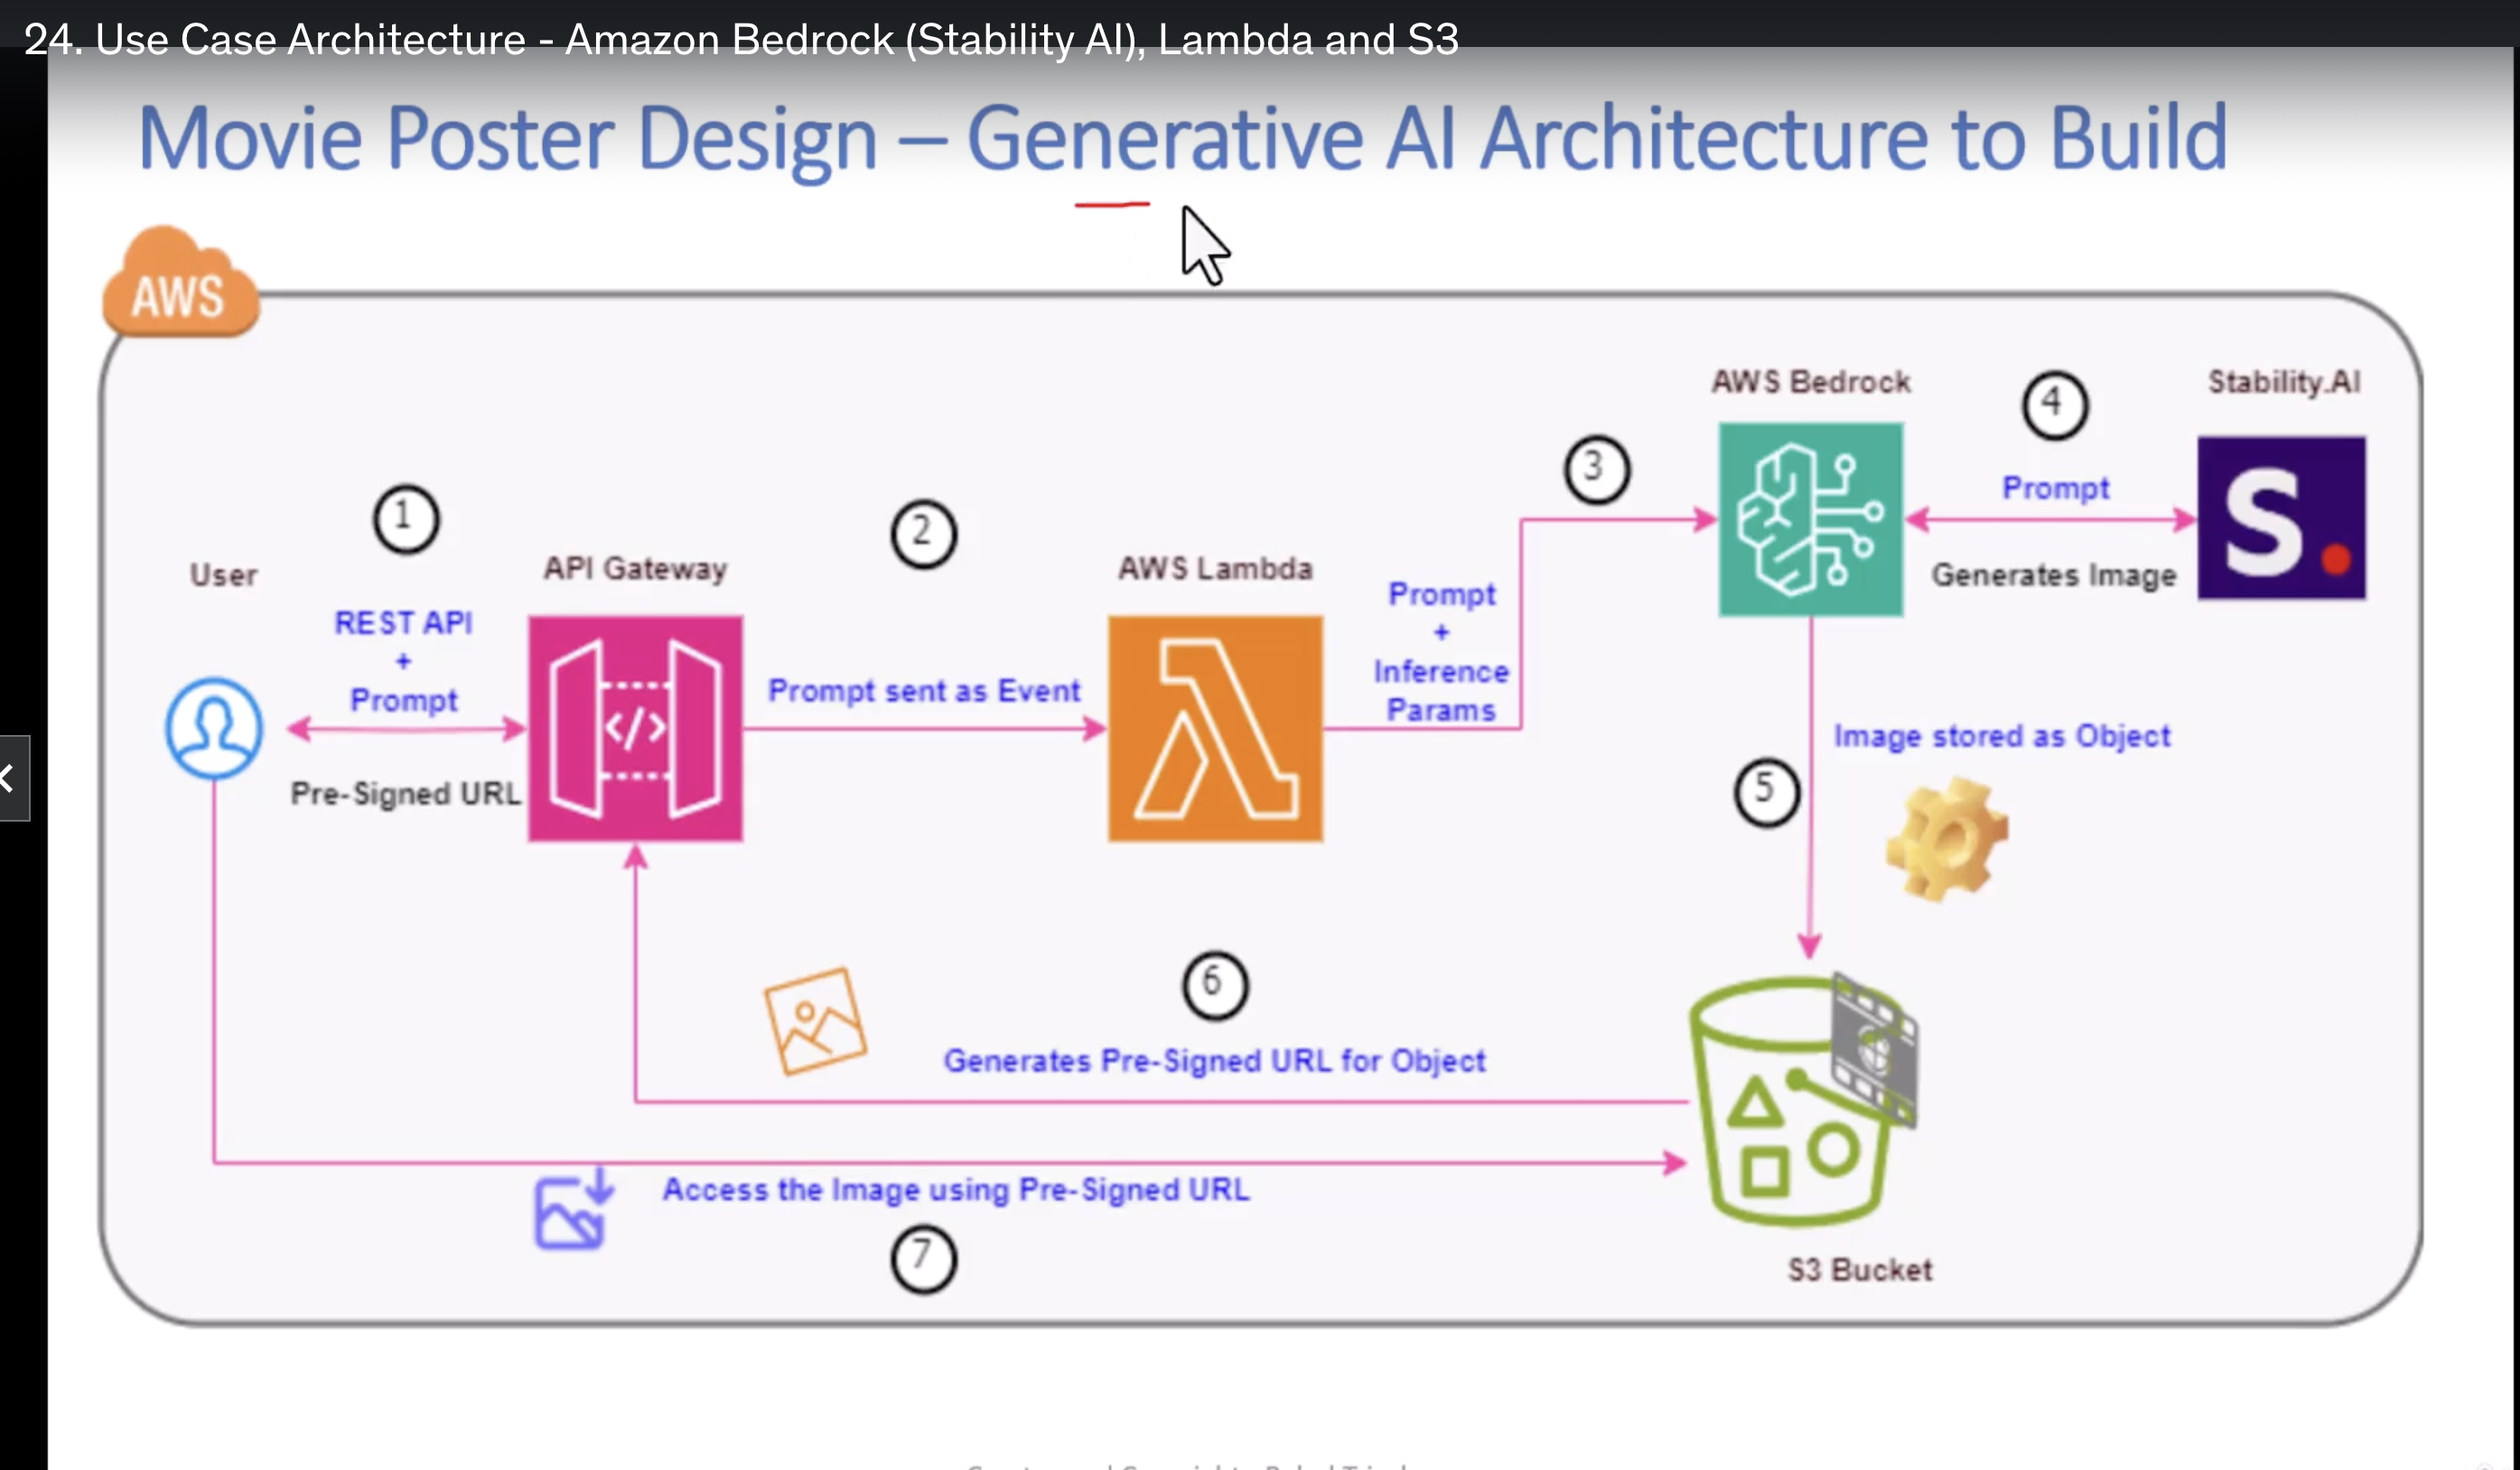 24. Use Case Architecture - Amazon Bedrock (Stability AI), Lambda and S3
Movie Poster Design – Generative AI Architecture to Build
AWS
AWS Bedrock
4
Stability.AI
3
Prompt
Generates Image
1
2
User
API Gateway
AWS Lambda
REST API
+
Prompt
Pre-Signed URL
</>
Prompt sent as Event
Prompt
+
Inference
Params
S.
Image stored as Object
5
6
Generates Pre-Signed URL for Object
Access the Image using Pre-Signed URL
7
S3 Bucket